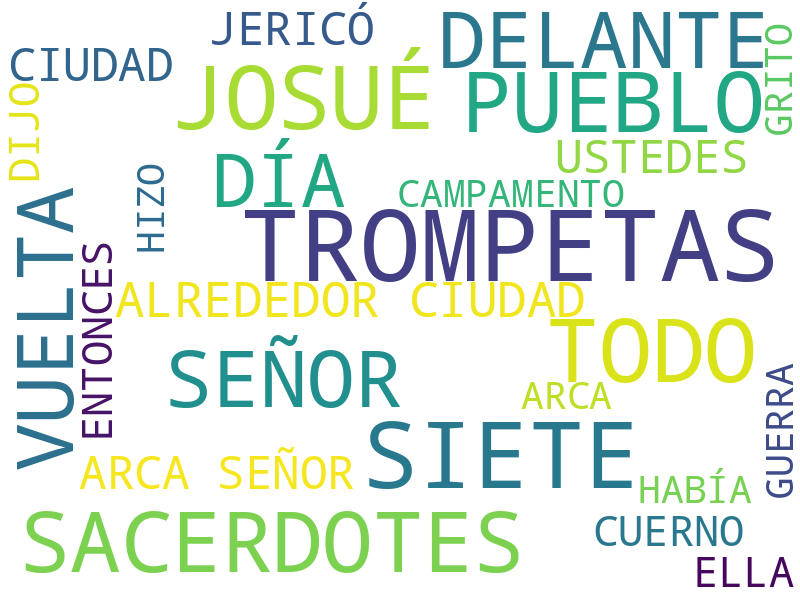 JERICÓ
DELANTE
CIUDAD
JOSUÉ
PUEBLO
GRITO
DIJO
DÍA
USTEDES
HIZO
CAMPAMENTO
VUELTA
TROMPETAS
ENTONCES
ALREDEDOR CIUDAD
TODO
SEÑOR
ARCA
GUERRA
SIETE
ARCA SEÑOR
HABÍA
SACERDOTES
CUERNO
ELLA